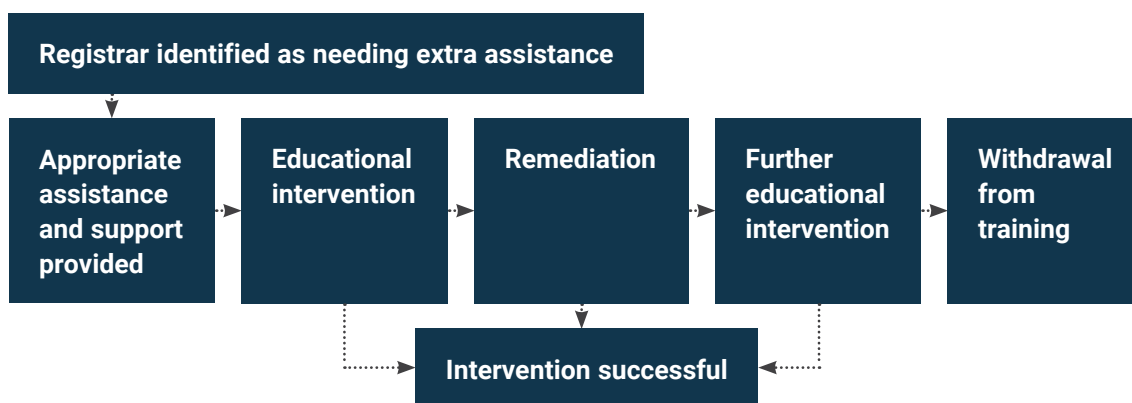 Registrar identified as needing extra assistance
Appropriate
assistance
and support
provided
Educational
intervention
Remediation
Further
educational
intervention
Withdrawal
from
training
Intervention successful